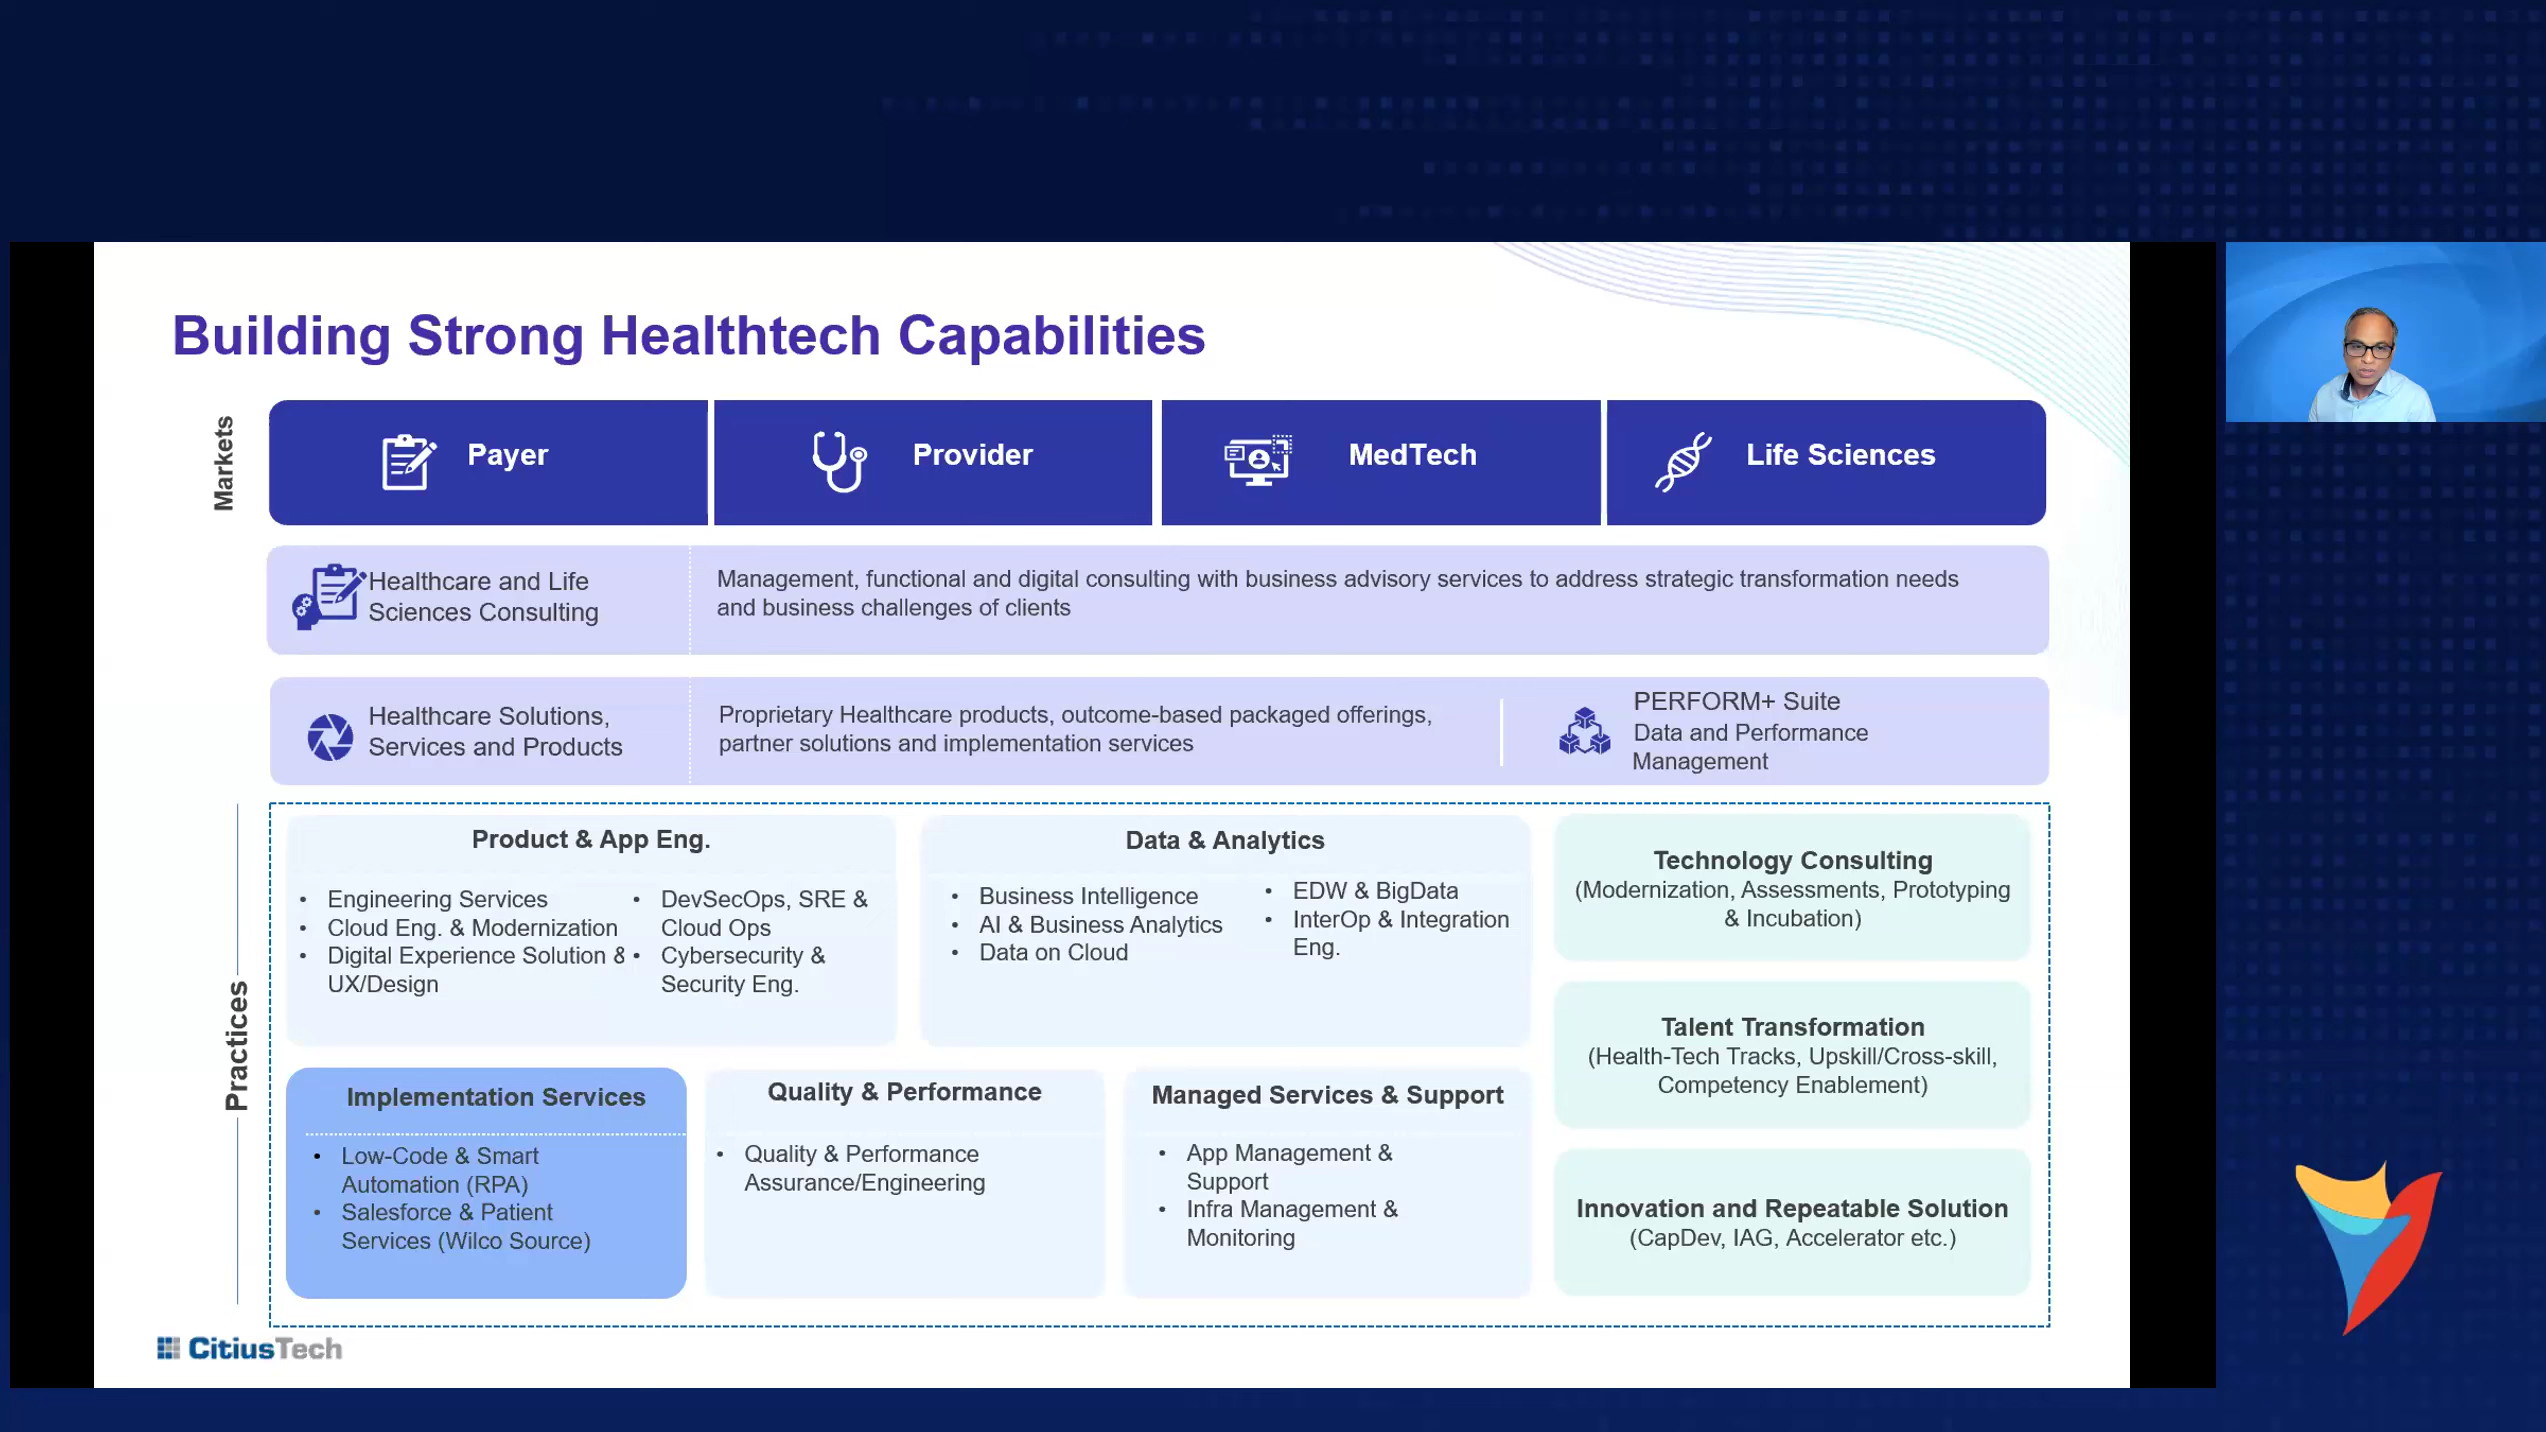 Building Strong Healthtech Capabilities
Markets
Payer
Provider
MedTech
Life Sciences
Healthcare and Life
Sciences Consulting
Management, functional and digital consulting with business advisory services to address strategic transformation needs
and business challenges of clients
Healthcare Solutions,
Services and Products
Proprietary Healthcare products, outcome-based packaged offerings,
partner solutions and implementation services
PERFORM+ Suite
Data and Performance
Management
Practices
Product & App Eng.
• Engineering Services
• Cloud Eng. & Modernization
• Digital Experience Solution &
UX/Design
• DevSecOps, SRE &
Cloud Ops
• Cybersecurity &
Security Eng.
Data & Analytics
• Business Intelligence
• AI & Business Analytics
• Data on Cloud
• EDW & BigData
• InterOp & Integration
Eng.
Technology Consulting
(Modernization, Assessments, Prototyping
& Incubation)
Talent Transformation
(Health-Tech Tracks, Upskill/Cross-skill,
Competency Enablement)
Innovation and Repeatable Solution
(CapDev, IAG, Accelerator etc.)
Implementation Services
• Low-Code & Smart
Automation (RPA)
• Salesforce & Patient
Services (Wilco Source)
Quality & Performance
• Quality & Performance
Assurance/Engineering
Managed Services & Support
• App Management &
Support
• Infra Management &
Monitoring
CitiusTech